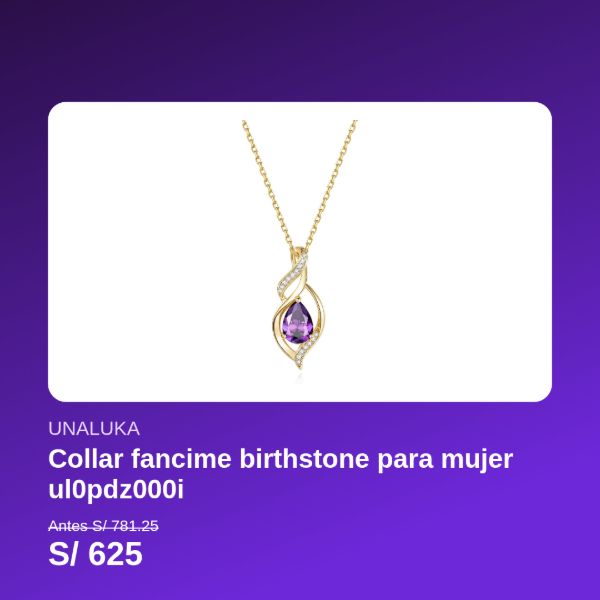 UNALUKA
Collar fancime birthstone para mujer
ul0pdz000i
Antes S/ 781.25
S/ 625